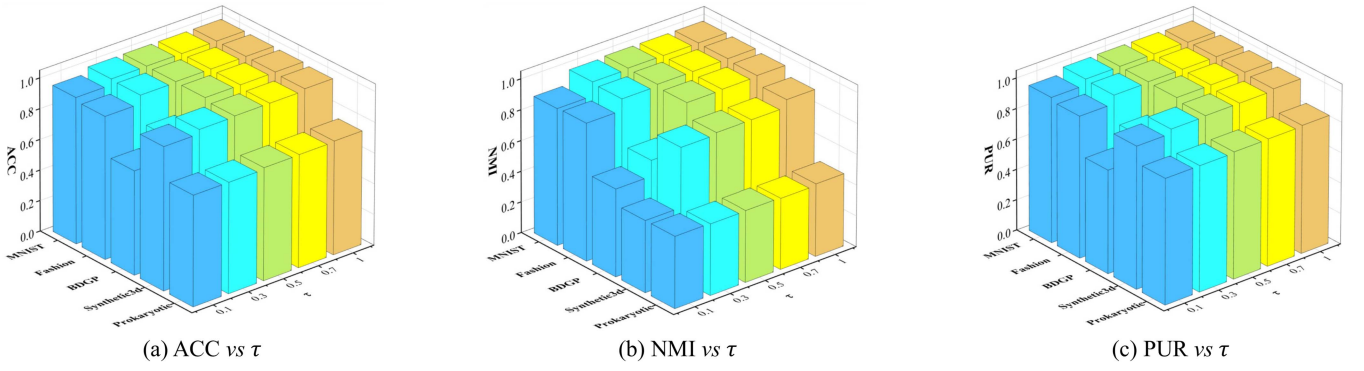 1.0
0.8
0.6
0.4
0.2
0.0
ACC
MNIST
Fashion
BDGP
Synthetic3d
Prokaryotic
0.1
0.3
0.5
0.7
1
τ
(a) ACC vs τ
1.0
0.8
0.6
0.4
0.2
0.0
NMI
MNIST
Fashion
BDGP
Synthetic3d
Prokaryotic
0.1
0.3
0.5
0.7
1
τ
(b) NMI vs τ
1.0
0.8
0.6
0.4
0.2
0.0
PUR
MNIST
Fashion
BDGP
Synthetic3d
Prokaryotic
0.1
0.3
0.5
0.7
1
τ
(c) PUR vs τ